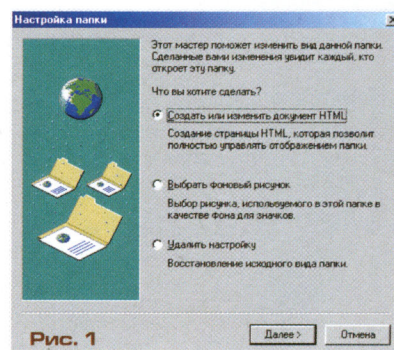 Настройка папки
Этот мастер поможет изменить вид данной папки.
Сделанные вами изменения увидит каждый, кто
откроет эту папку.
Что вы хотите сделать?
Создать или изменить документ HTML
Создание страницы HTML, которая позволит
полностью управлять отображением папки.
Выбрать фоновый рисунок
Выбор рисунка, используемого в этой папке в
качестве фона для значков.
Удалить настройку
Восстановление исходного вида папки.
Рис. 1
Далее >
Отмена